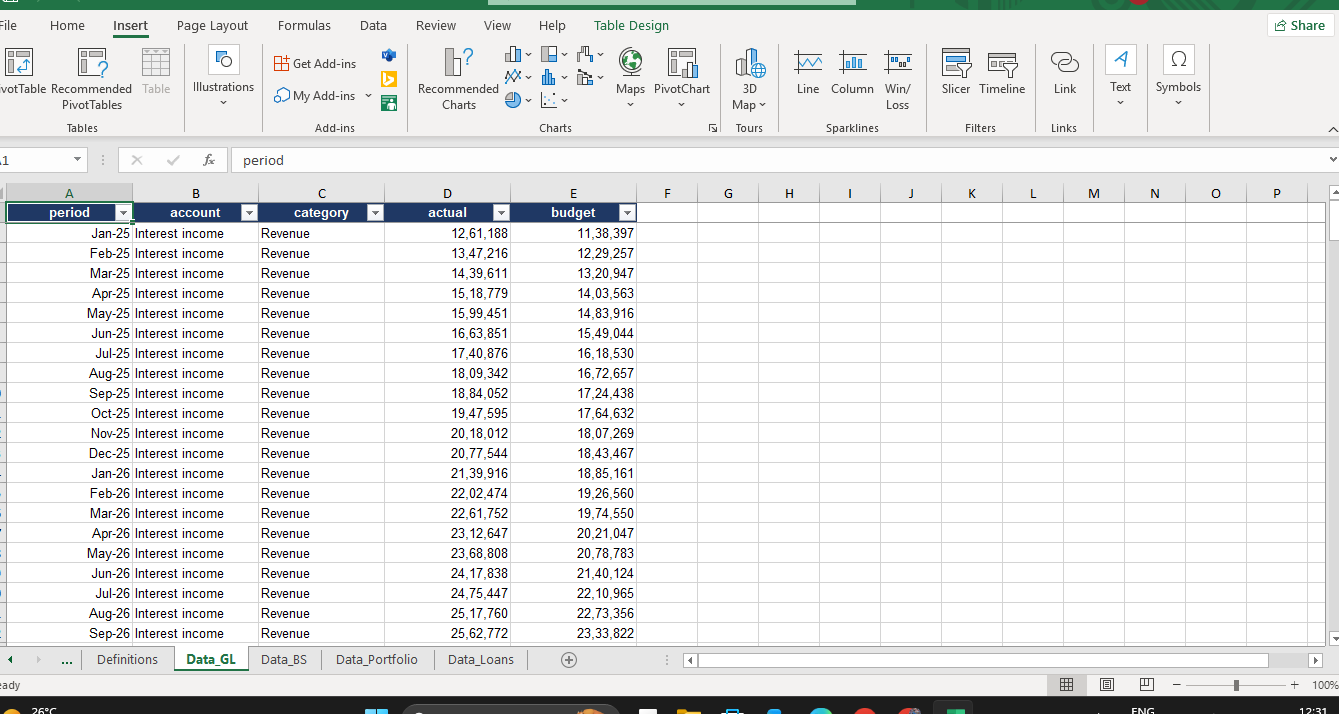 File Home Insert Page Layout Formulas Data Review View Help Table Design Share
PivotTable Recommended PivotTables Table
Illustrations
Get Add-ins
My Add-ins
Recommended Charts
Maps PivotChart
3D Map
Line Column Win/Loss
Slicer Timeline
Link
Text
Symbols
Tables Add-ins Charts Tours Sparklines Filters Links
A1 fx period
A B C D E F G H I J K L M N O P
period account category actual budget
Jan-25 Interest income Revenue 12,61,188 11,38,397
Feb-25 Interest income Revenue 13,47,216 12,29,257
Mar-25 Interest income Revenue 14,39,611 13,20,947
Apr-25 Interest income Revenue 15,18,779 14,03,563
May-25 Interest income Revenue 15,99,451 14,83,916
Jun-25 Interest income Revenue 16,63,851 15,49,044
Jul-25 Interest income Revenue 17,40,876 16,18,530
Aug-25 Interest income Revenue 18,09,342 16,72,657
Sep-25 Interest income Revenue 18,84,052 17,24,438
Oct-25 Interest income Revenue 19,47,595 17,64,632
Nov-25 Interest income Revenue 20,18,012 18,07,269
Dec-25 Interest income Revenue 20,77,544 18,43,467
Jan-26 Interest income Revenue 21,39,916 18,85,161
Feb-26 Interest income Revenue 22,02,474 19,26,560
Mar-26 Interest income Revenue 22,61,752 19,74,550
Apr-26 Interest income Revenue 23,12,647 20,21,047
May-26 Interest income Revenue 23,68,808 20,78,783
Jun-26 Interest income Revenue 24,17,838 21,40,124
Jul-26 Interest income Revenue 24,75,447 22,10,965
Aug-26 Interest income Revenue 25,17,760 22,73,356
Sep-26 Interest income Revenue 25,62,772 23,33,822
... Definitions Data_GL Data_BS Data_Portfolio Data_Loans
Ready 100%
26°C ENG 12:31